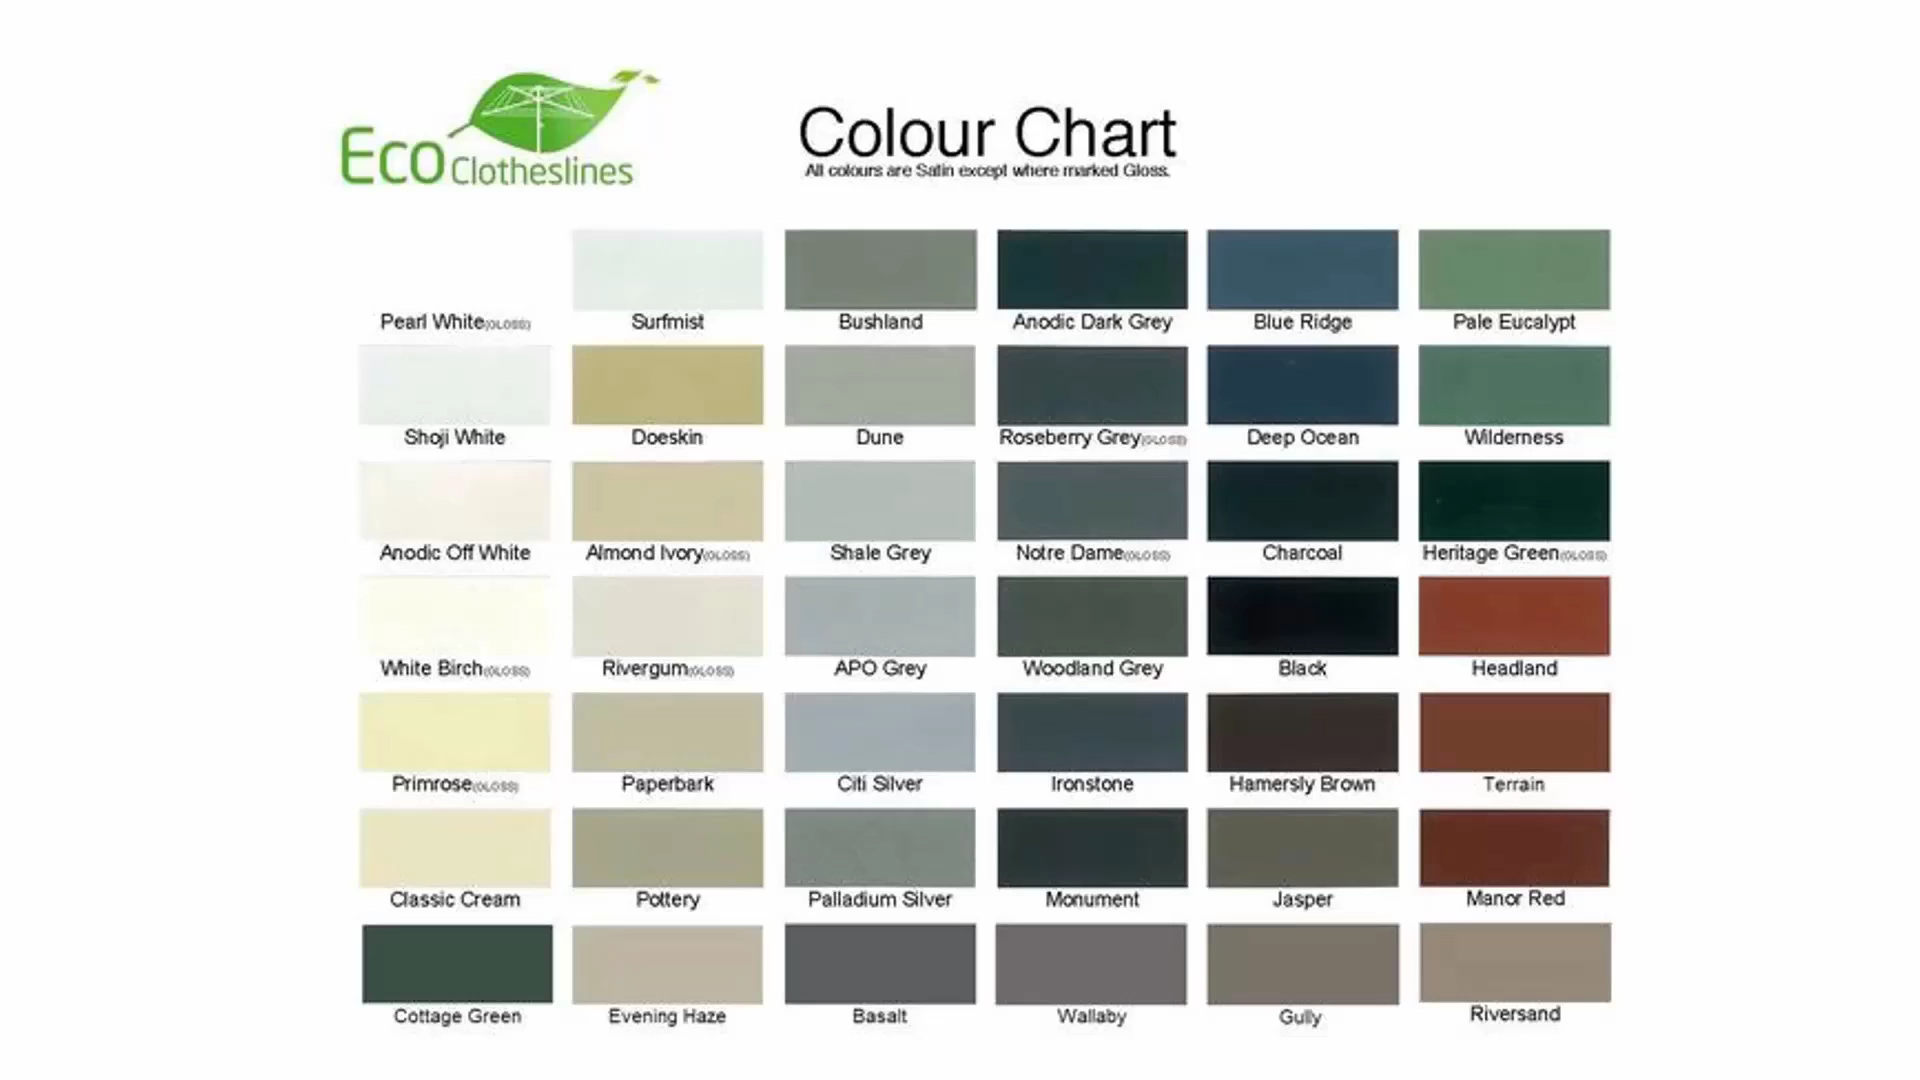 Eco Clotheslines
Colour Chart
All colours are Satin except where marked Gloss.
Pearl White(GLOSS) Surfmist Bushland Anodic Dark Grey Blue Ridge Pale Eucalypt
Shoji White Doeskin Dune Roseberry Grey(GLOSS) Deep Ocean Wilderness
Anodic Off White Almond Ivory(GLOSS) Shale Grey Notre Dame(GLOSS) Charcoal Heritage Green(GLOSS)
White Birch(GLOSS) Rivergum(GLOSS) APO Grey Woodland Grey Black Headland
Primrose(GLOSS) Paperbark Citi Silver Ironstone Hamersly Brown Terrain
Classic Cream Pottery Palladium Silver Monument Jasper Manor Red
Cottage Green Evening Haze Basalt Wallaby Gully Riversand